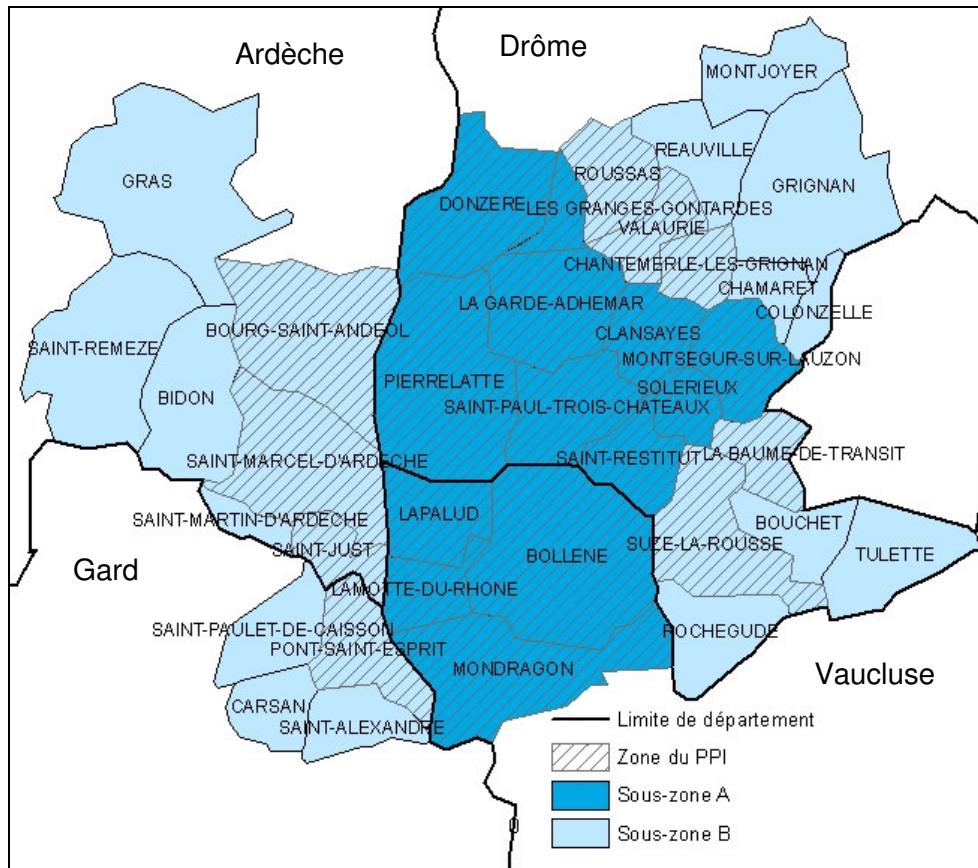 Ardèche
Drôme
MONTJOYER
REAUVILLE
ROUSSAS
GRAS
GRIGNAN
DONZERE
LES GRANGES-GONTARDES
VALAURIE
CHANTEMERLE-LES-GRIGNAN
CHAMARET
LA GARDE-ADHEMAR
COLONZELLE
BOURG-SAINT-ANDEOL
CLANSAYES
SAINT-REMEZE
MONTSEGUR-SUR-LAUZON
PIERRELATTE
SOLERIEUX
BIDON
SAINT-PAUL-TROIS-CHATEAUX
LA BAUME-DE-TRANSIT
SAINT-RESTITUT
SAINT-MARCEL-D'ARDECHE
LAPALUD
SAINT-MARTIN-D'ARDECHE
BOUCHET
SUZE-LA-ROUSSE
SAINT-JUST
BOLLENE
TULETTE
Gard
LAMOTTE-DU-RHONE
SAINT-PAULET-DE-CAISSON
ROCHEGUDE
PONT-SAINT-ESPRIT
MONDRAGON
Vaucluse
CARSAN
SAINT-ALEXANDRE
Limite de département
Zone du PPI
Sous-zone A
Sous-zone B
0